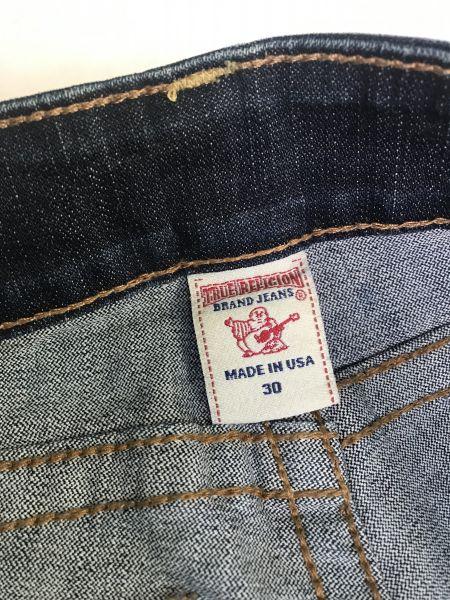 TRUE RELIGION
BRAND JEANS ®
MADE IN USA
30